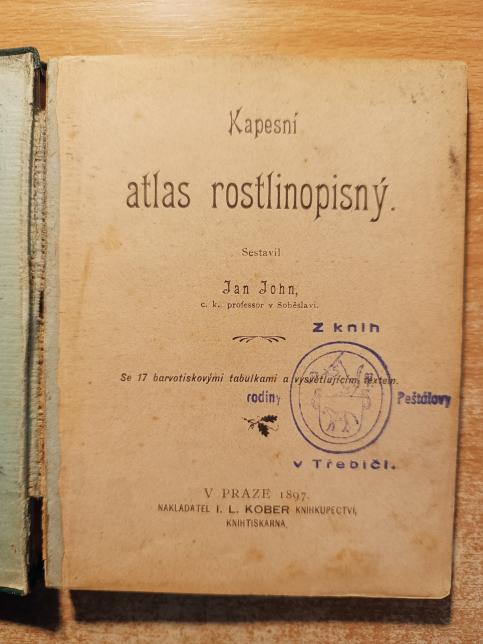 Kapesní
atlas rostlinopisný.
Sestavil
Jan John,
c. k. professor v Soběslavi.
Se 17 barvotiskovými tabulkami a vysvětlujícím textem.
Z knih
rodiny
Peštálovy
v Třebíči.
V PRAZE 1897.
NAKLADATEL I. L. KOBER KNIHKUPECTVÍ,
KNIHTISKÁRNA.